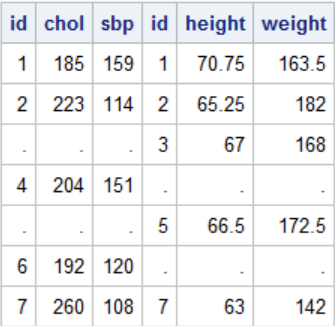 id chol sbp id height weight
1 185 159 1 70.75 163.5
2 223 114 2 65.25 182
. . . 3 67 168
4 204 151 . . .
. . . 5 66.5 172.5
6 192 120 . . .
7 260 108 7 63 142